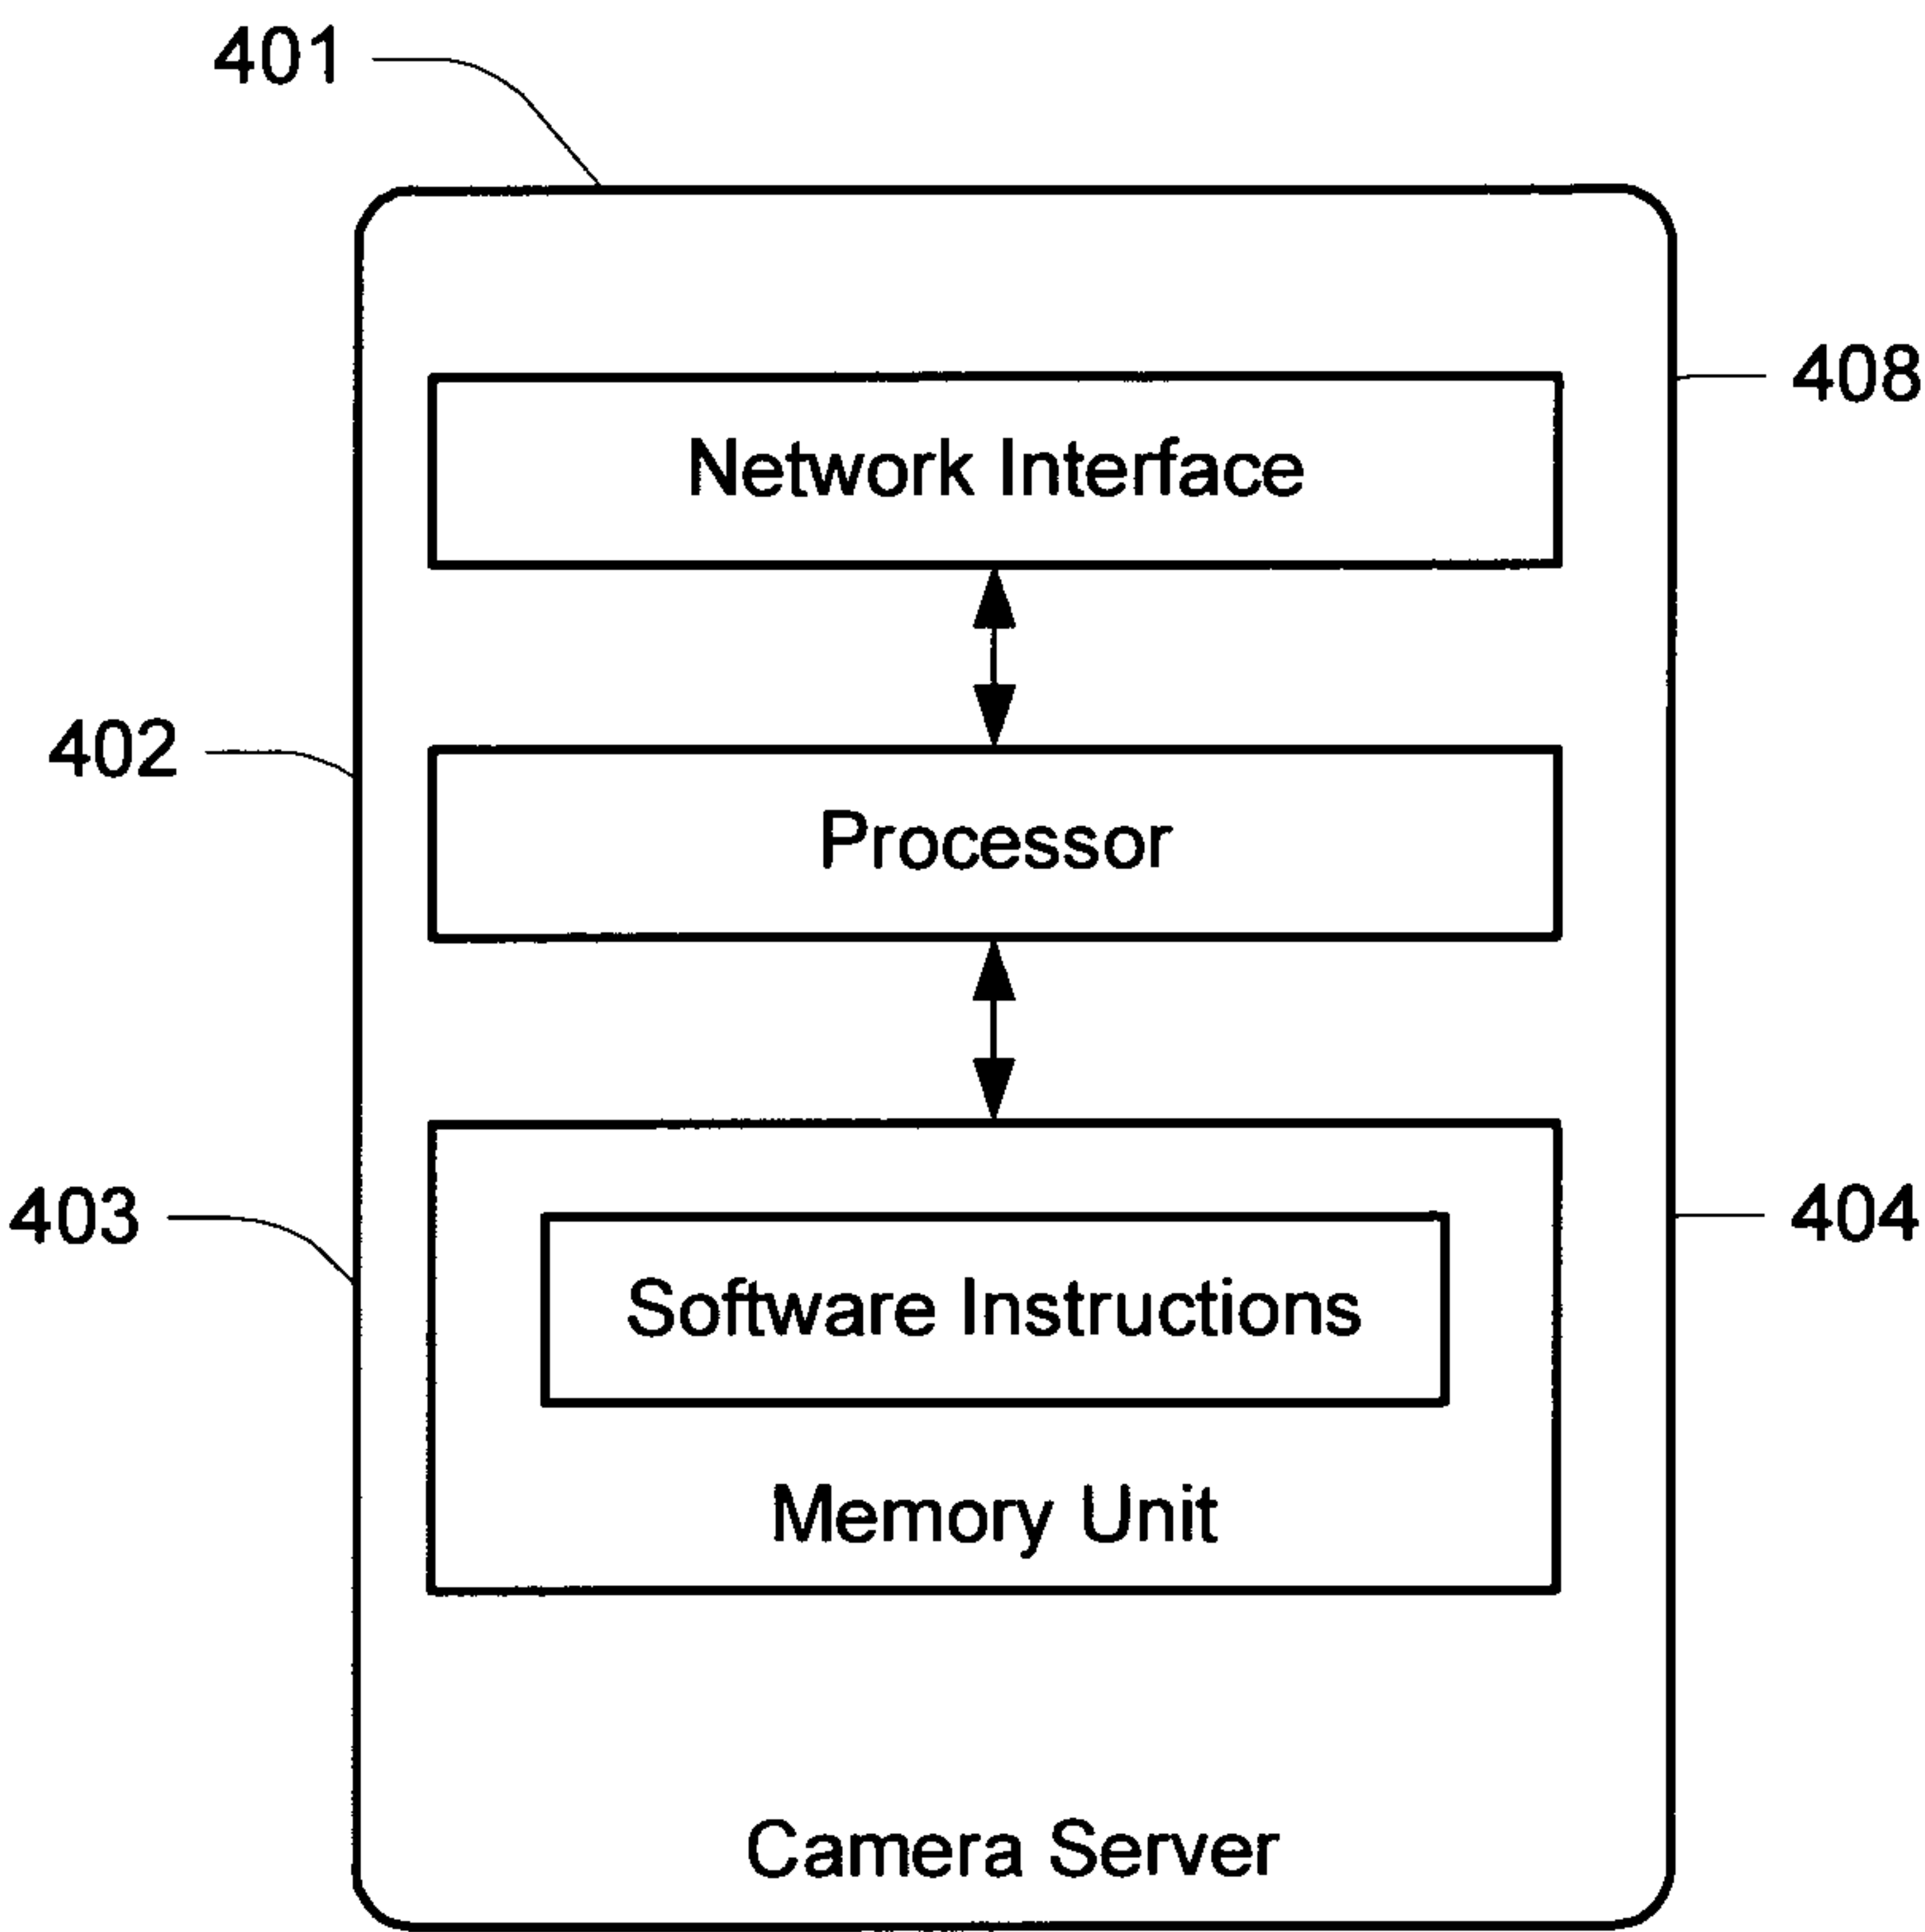 401
408
Network Interface
402
Processor
403
404
Software Instructions
Memory Unit
Camera Server